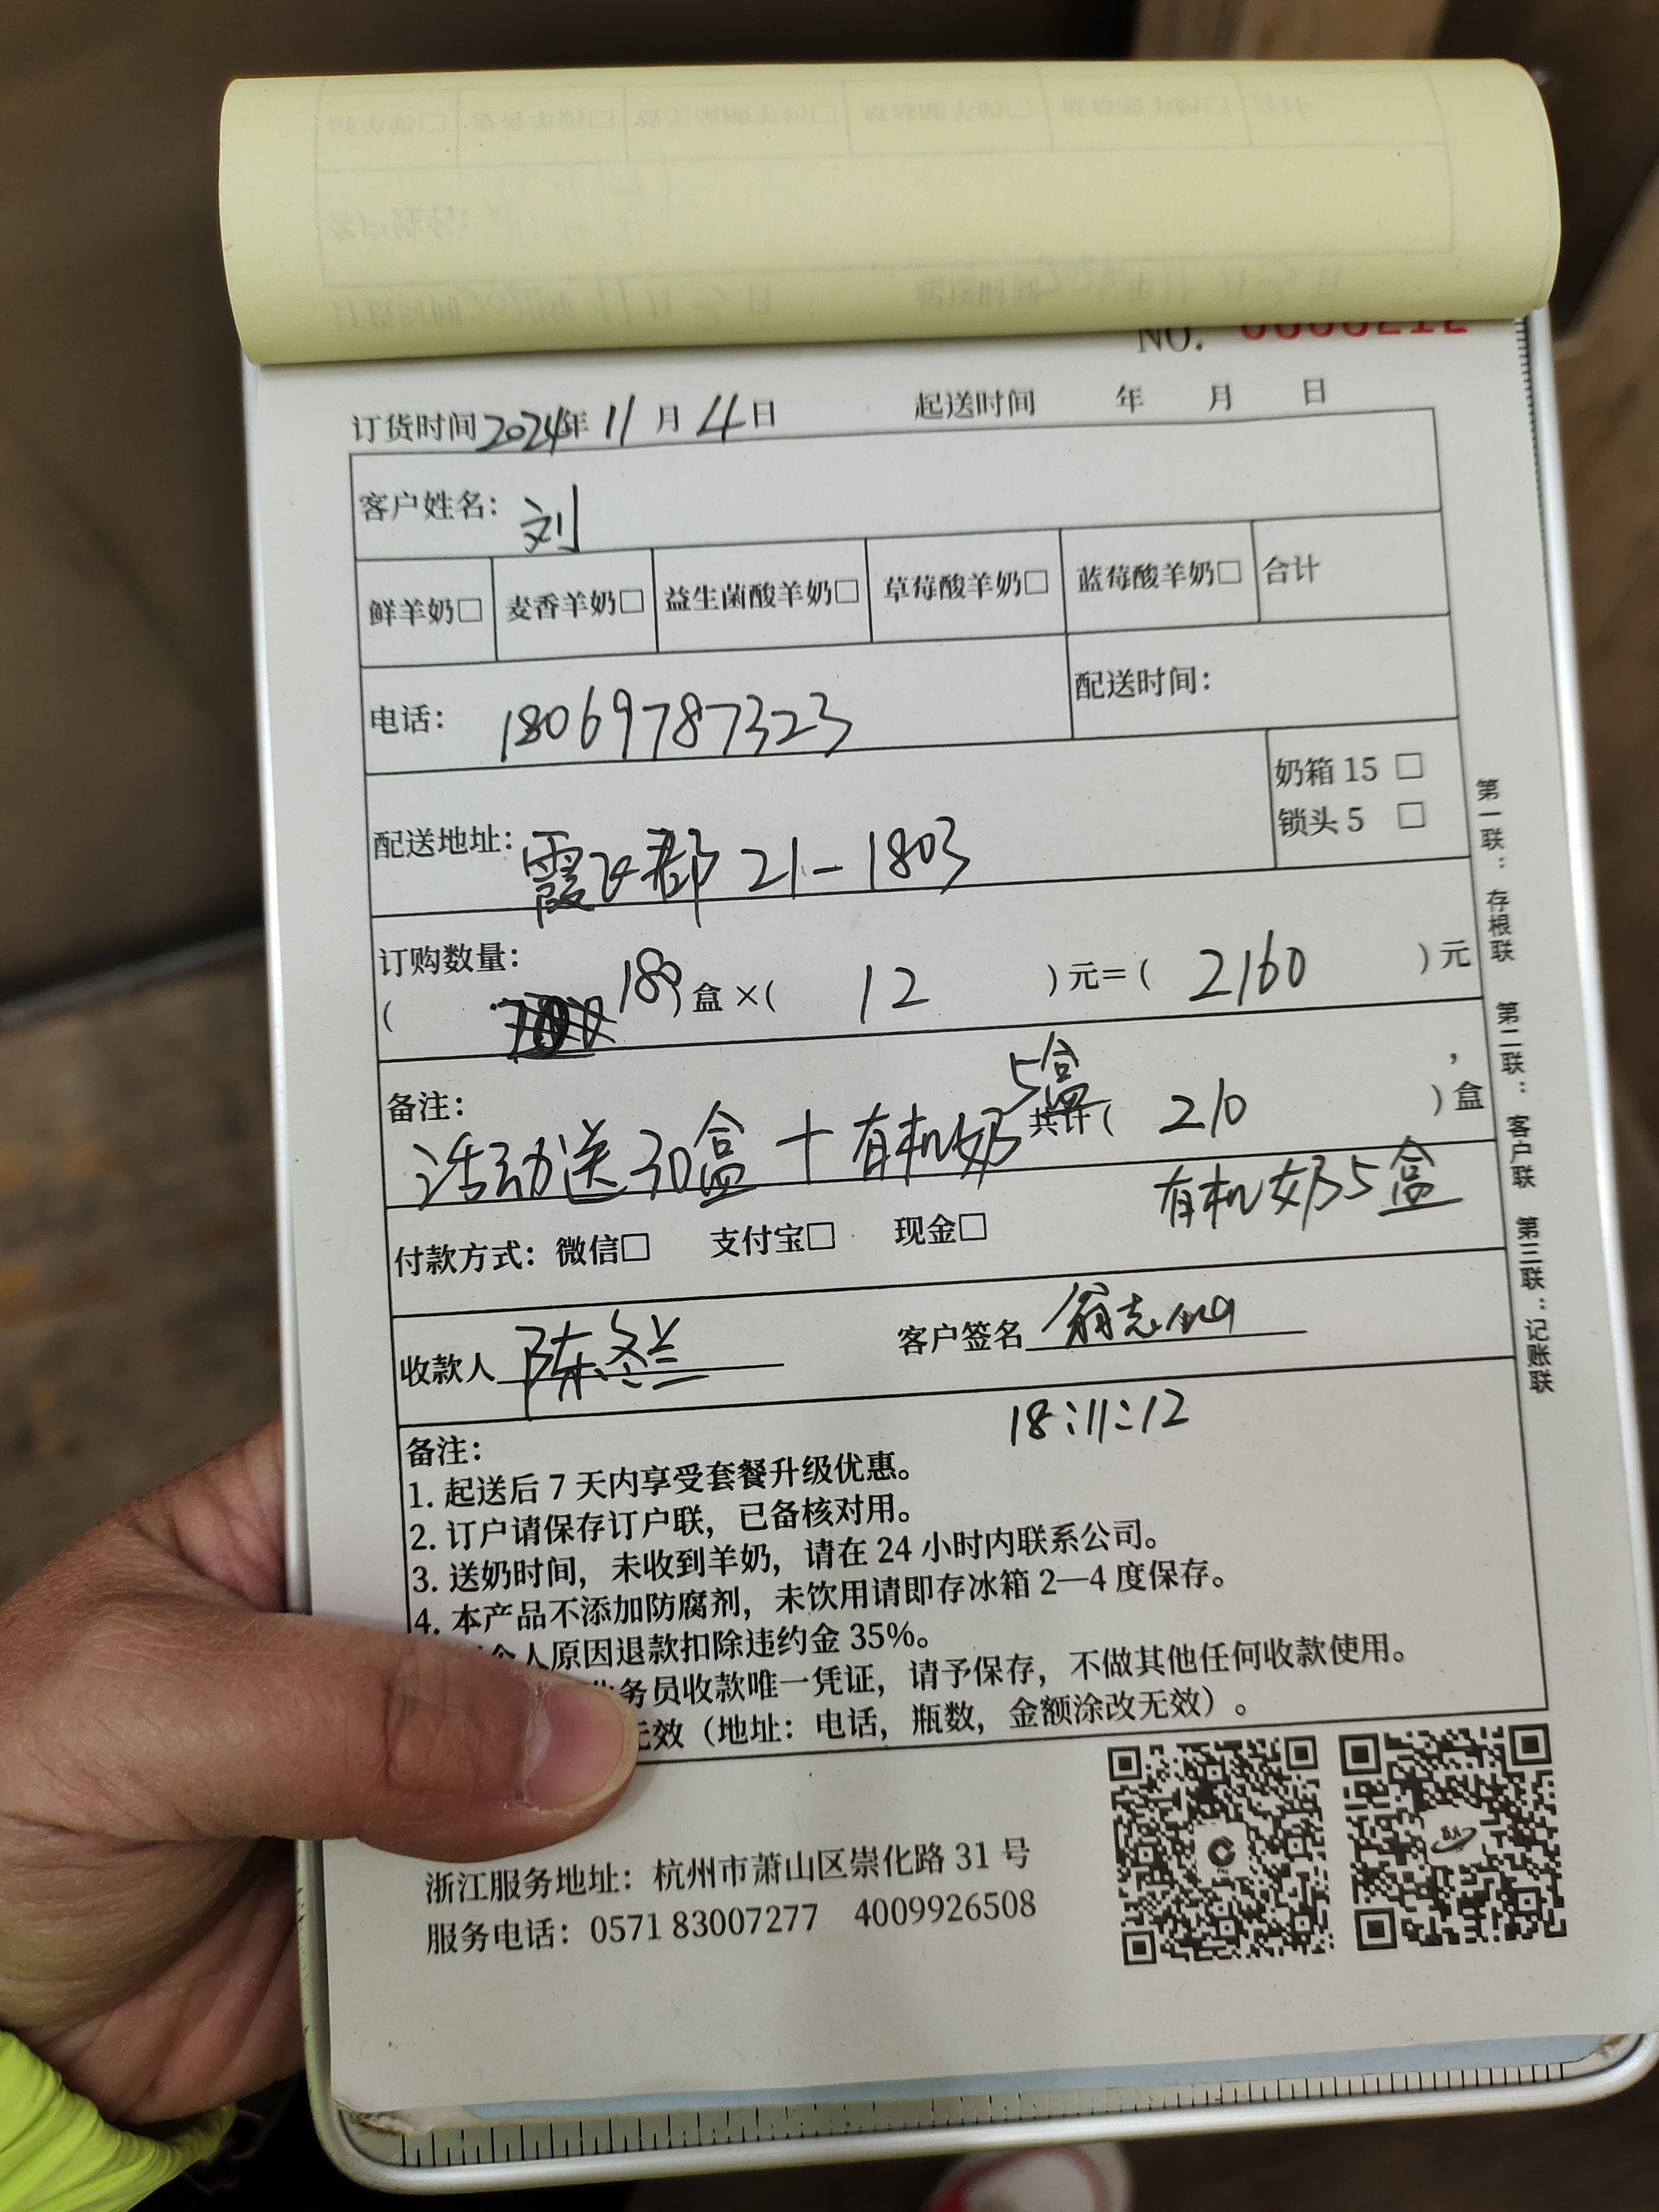 NO.
订货时间 2024年 11 月 4 日 起送时间 年 月 日
客户姓名： 刘
鲜羊奶□ 麦香羊奶□ 益生菌酸羊奶□ 草莓酸羊奶□ 蓝莓酸羊奶□ 合计
电话： 18069787323 配送时间：
奶箱 15 □
锁头 5 □
配送地址： 霞飞郡 21-1803
订购数量：
( 180 盒 ×( 12 )元＝( 2160 )元
备注： 5盒
活动送30盒 + 有机奶 共计( 210 )盒
有机奶5盒
付款方式：微信□ 支付宝□ 现金□
收款人 陈冬兰 客户签名
18:11:12
备注：
1. 起送后 7 天内享受套餐升级优惠。
2. 订户请保存订户联，已备核对用。
3. 送奶时间，未收到羊奶，请在 24 小时内联系公司。
4. 本产品不添加防腐剂，未饮用请即存冰箱 2—4 度保存。
个人原因退款扣除违约金 35%。
务员收款唯一凭证，请予保存，不做其他任何收款使用。
无效（地址：电话，瓶数，金额涂改无效）。
第一联：存根联 第二联：客户联 第三联：记账联
浙江服务地址：杭州市萧山区崇化路 31 号
服务电话：0571 83007277 4009926508